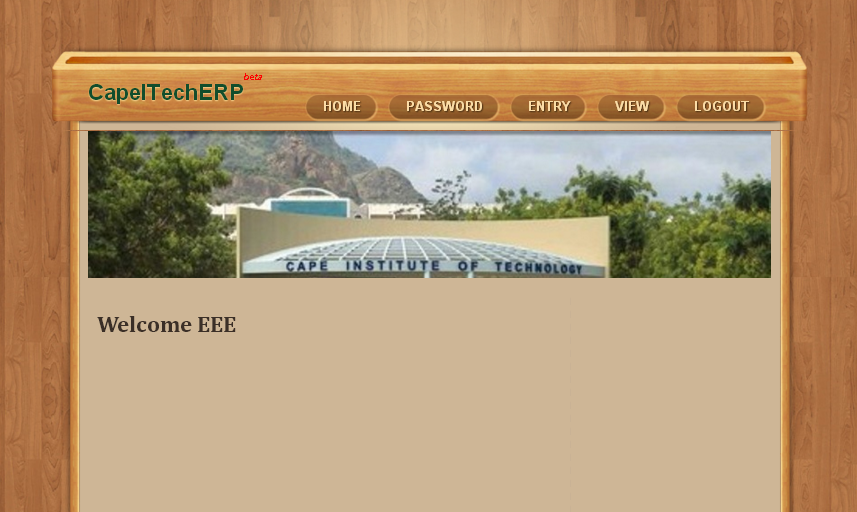 CapeITechERP beta
HOME PASSWORD ENTRY VIEW LOGOUT
CAPE INSTITUTE OF TECHNOLOGY
Welcome EEE